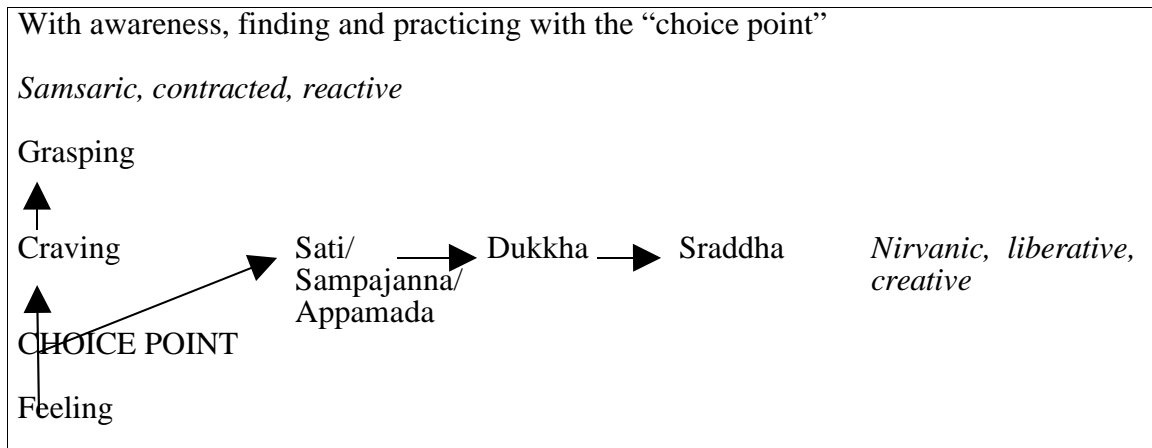 With awareness, finding and practicing with the “choice point”
Samsaric, contracted, reactive
Grasping
Craving
Sati/
Sampajanna/
Appamada
Dukkha
Sraddha
Nirvanic, liberative,
creative
CHOICE POINT
Feeling